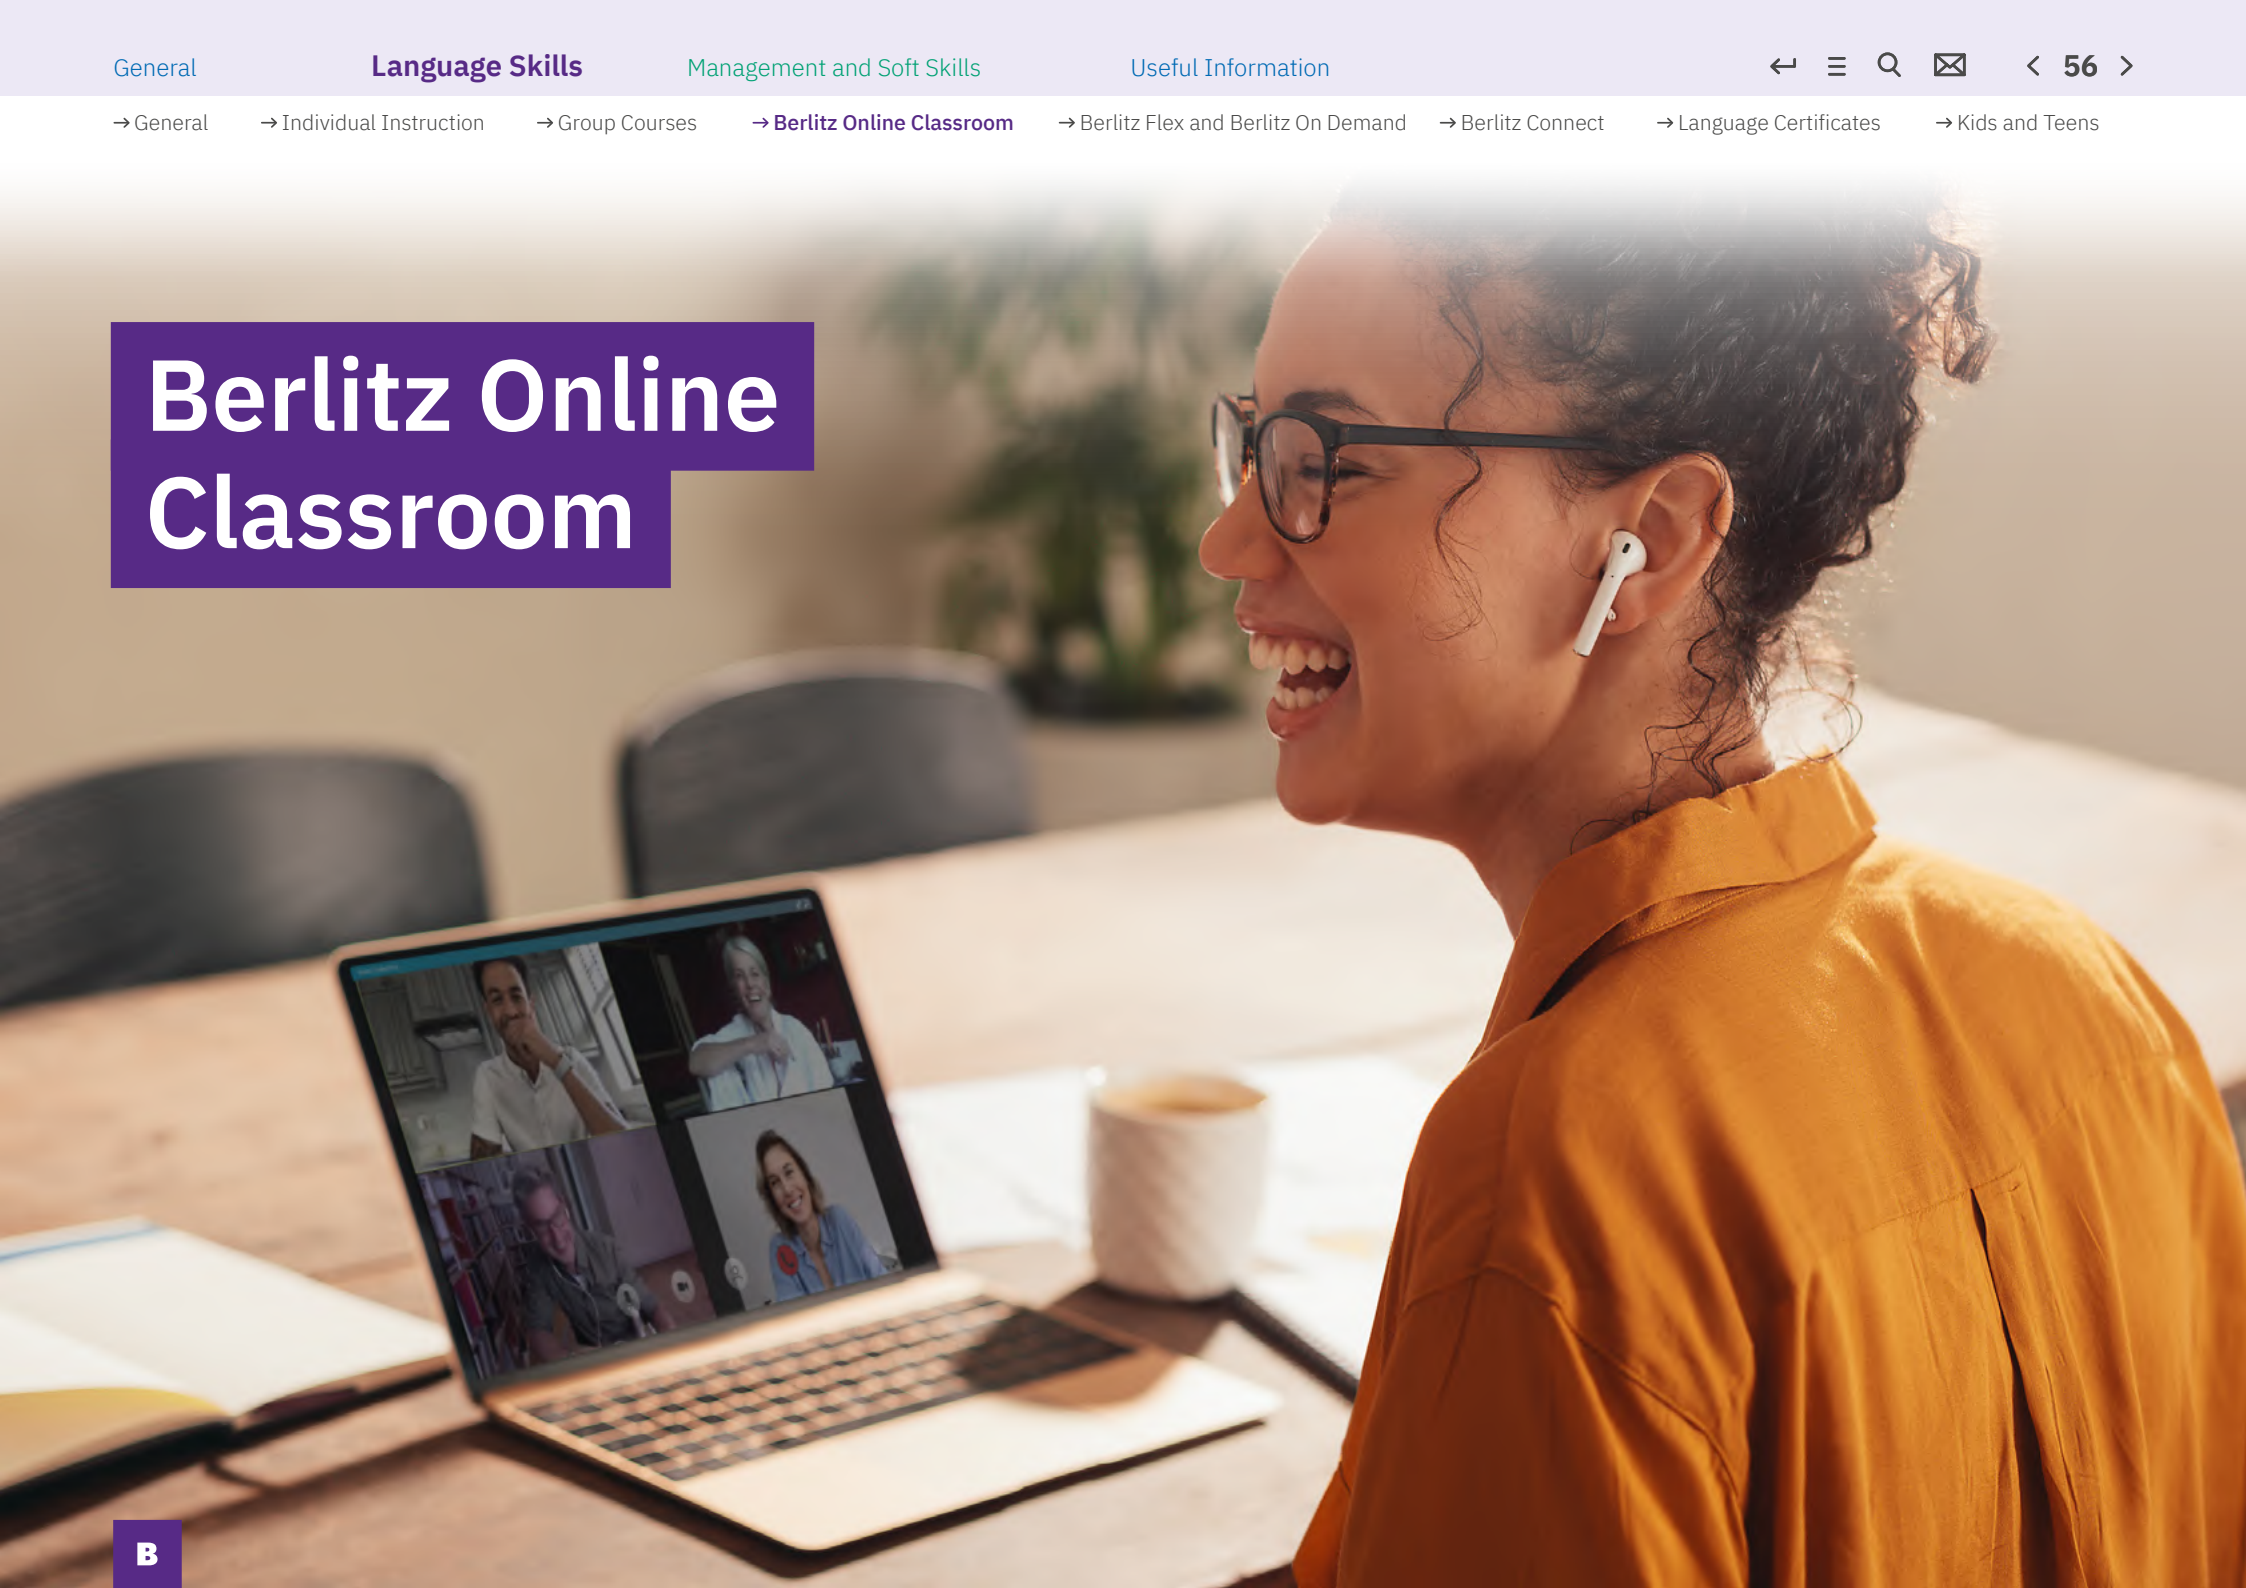 General Language Skills Management and Soft Skills Useful Information 56
→ General → Individual Instruction → Group Courses → Berlitz Online Classroom → Berlitz Flex and Berlitz On Demand → Berlitz Connect → Language Certificates → Kids and Teens
Berlitz Online
Classroom
B